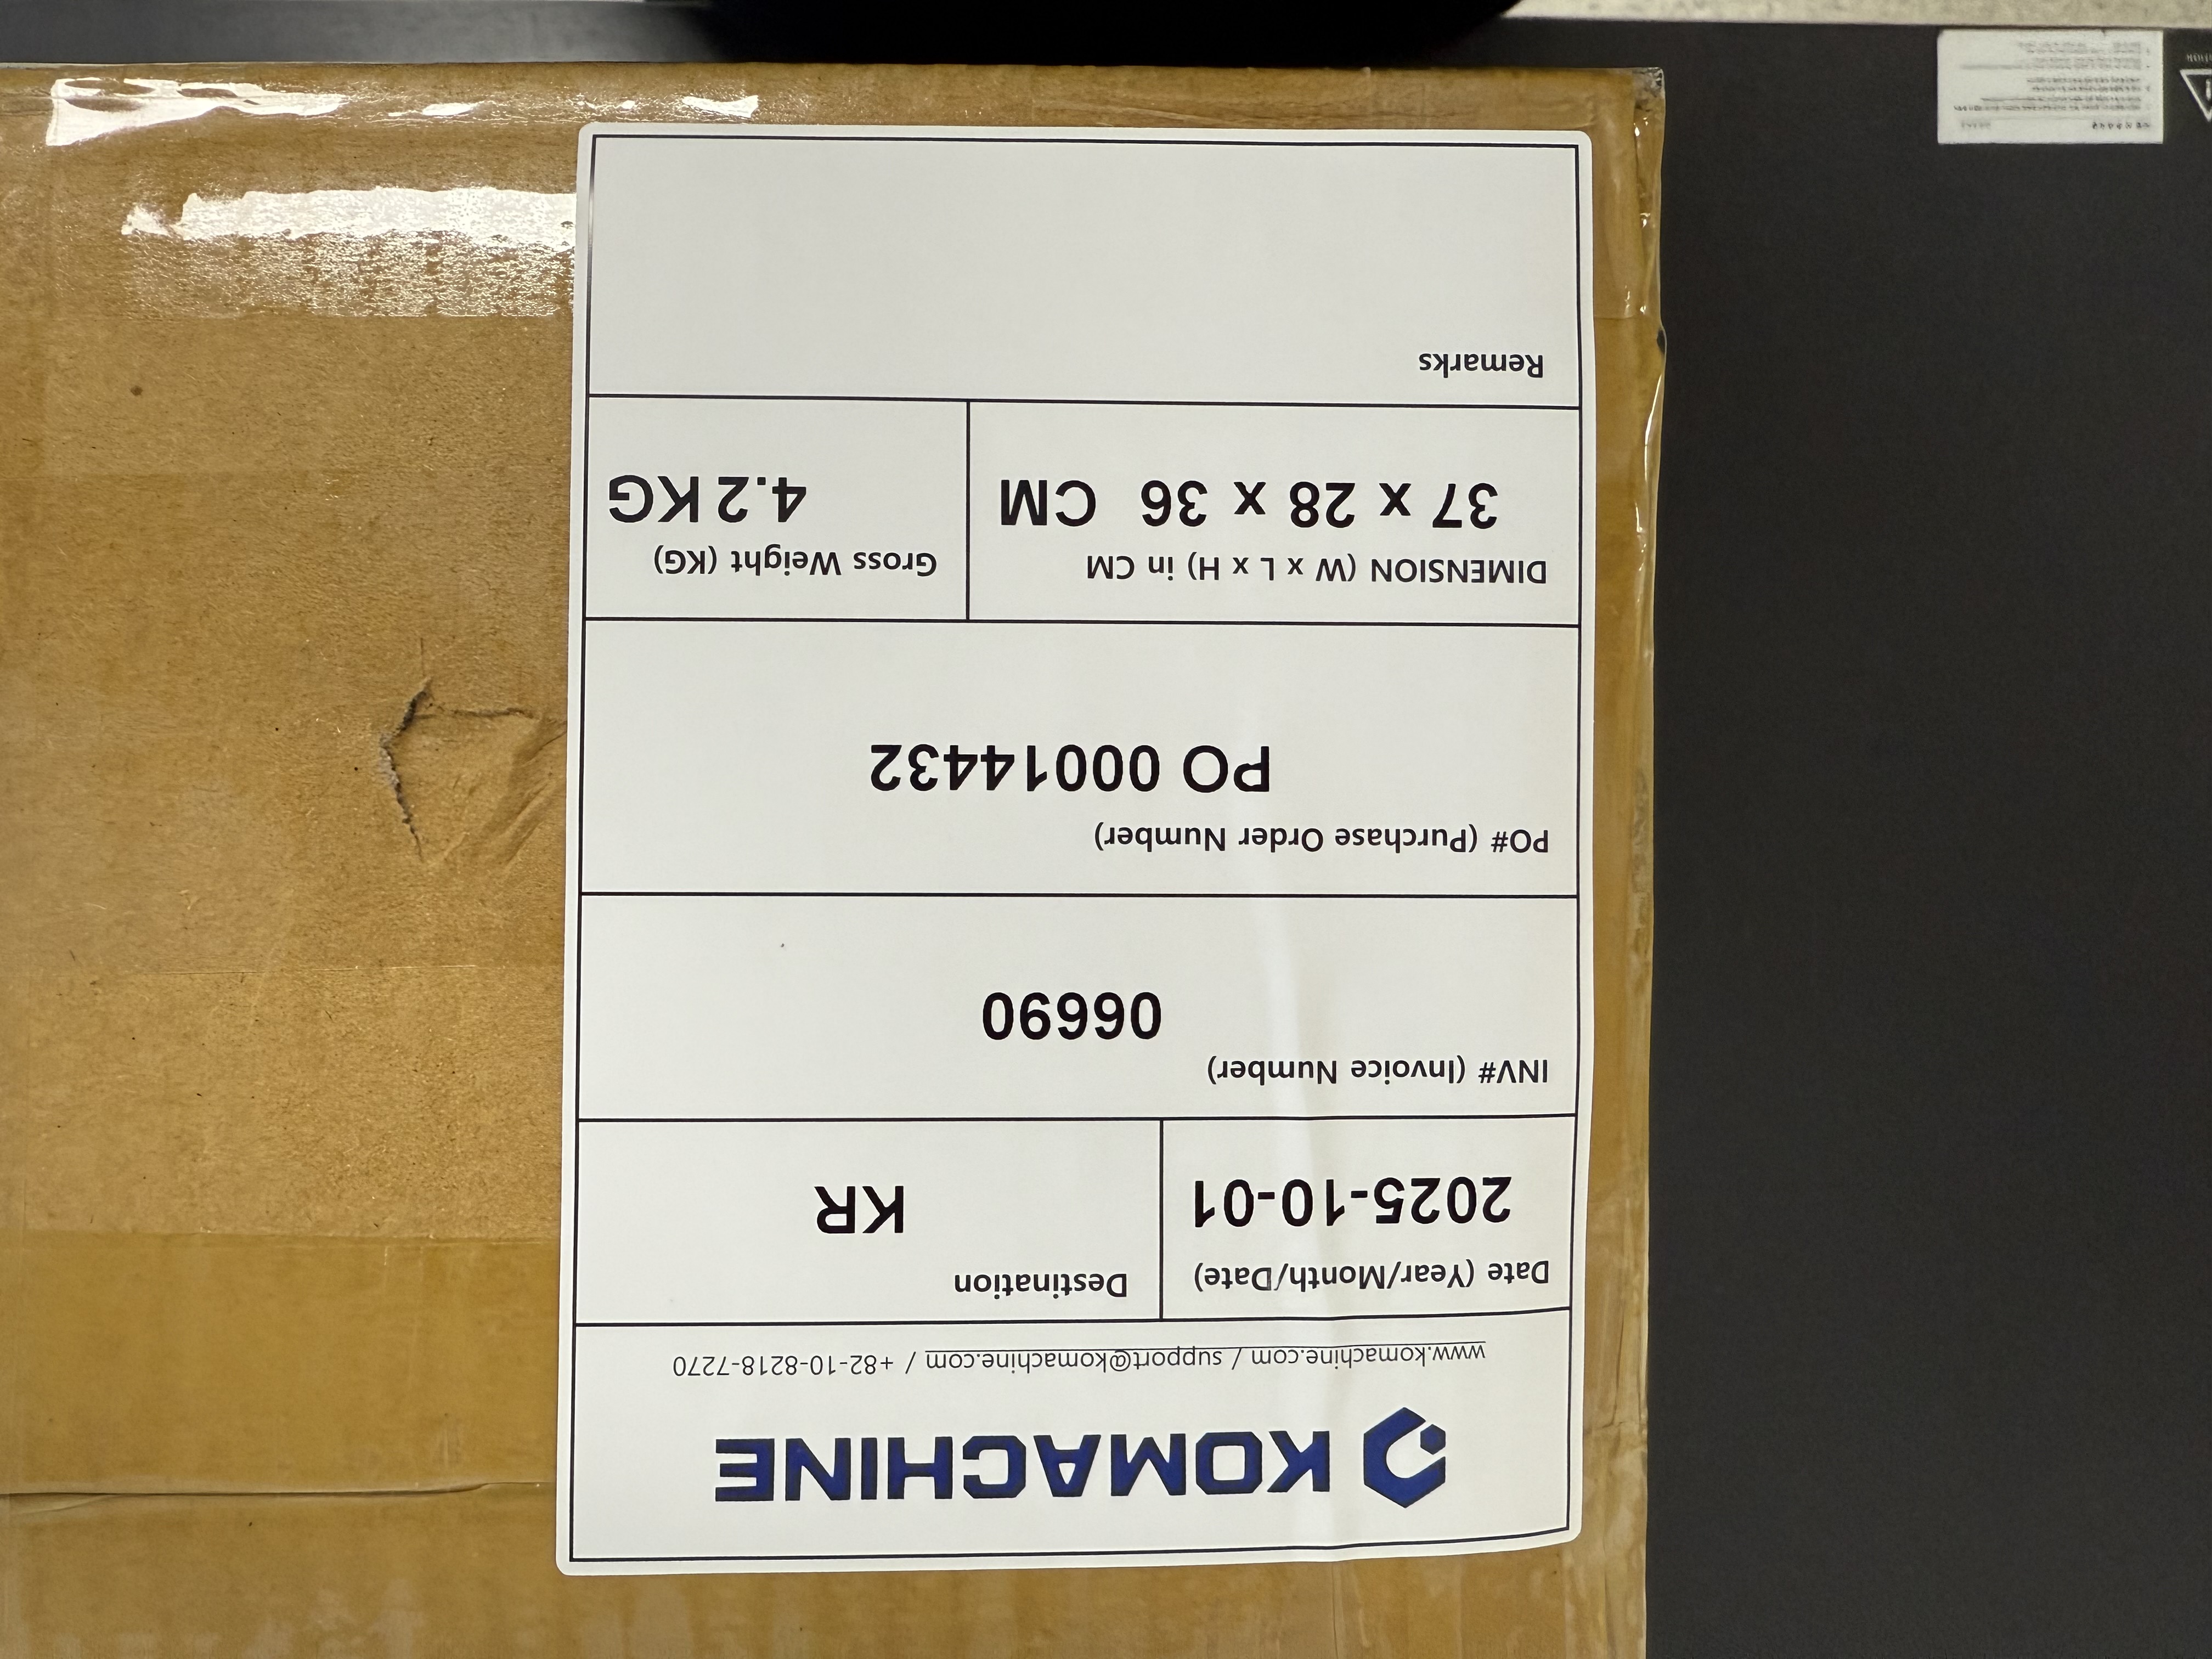 KOMACHINE
www.komachine.com / support@komachine.com / +82-10-8218-7270
Date (Year/Month/Date)
2025-10-01
Destination
KR
INV# (Invoice Number)
06690
PO# (Purchase Order Number)
PO 00014432
DIMENSION (W x L x H) in CM
37 x 28 x 36 CM
Gross Weight (KG)
4.2 KG
Remarks